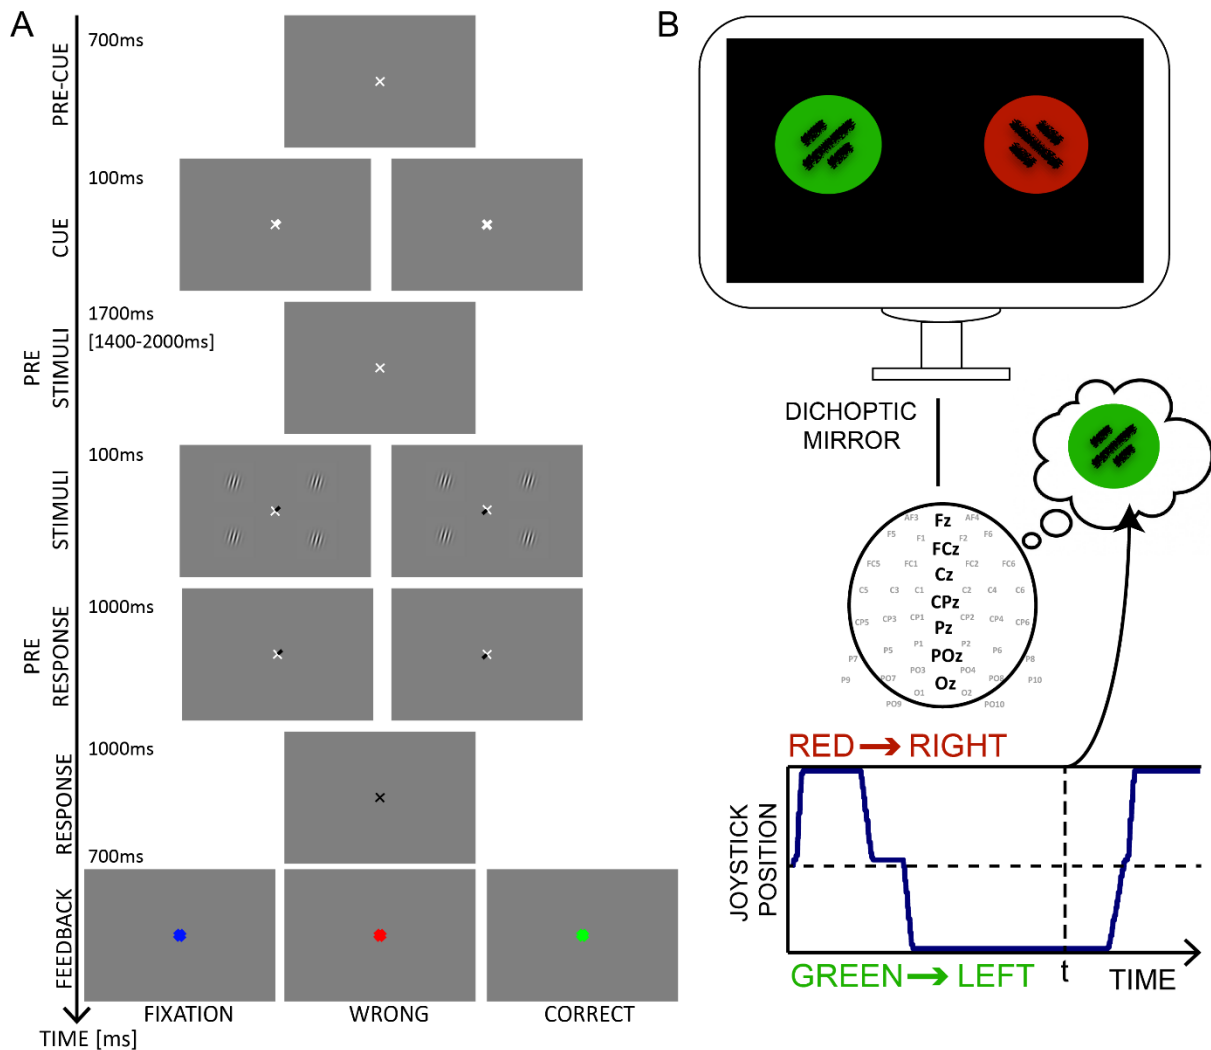 A
PRE-CUE
700ms
CUE
100ms
PRE
STIMULI
1700ms
[1400-2000ms]
STIMULI
100ms
PRE
RESPONSE
1000ms
RESPONSE
1000ms
FEEDBACK
700ms
FIXATION
WRONG
CORRECT
TIME [ms]
B
DICHOPTIC
MIRROR
AF3 Fz AF4
F5 F1 F2 F6
FCz
FC5 FC1 FC2 FC6
Cz
C5 C3 C1 C2 C4 C6
CPz
CP5 CP3 CP1 CP2 CP4 CP6
Pz
P7 P5 P1 P2 P6 P8
POz
P9 PO7 PO3 PO4 PO8 P10
Oz
PO9 O1 O2 PO10
RED → RIGHT
JOYSTICK
POSITION
GREEN → LEFT
t
TIME